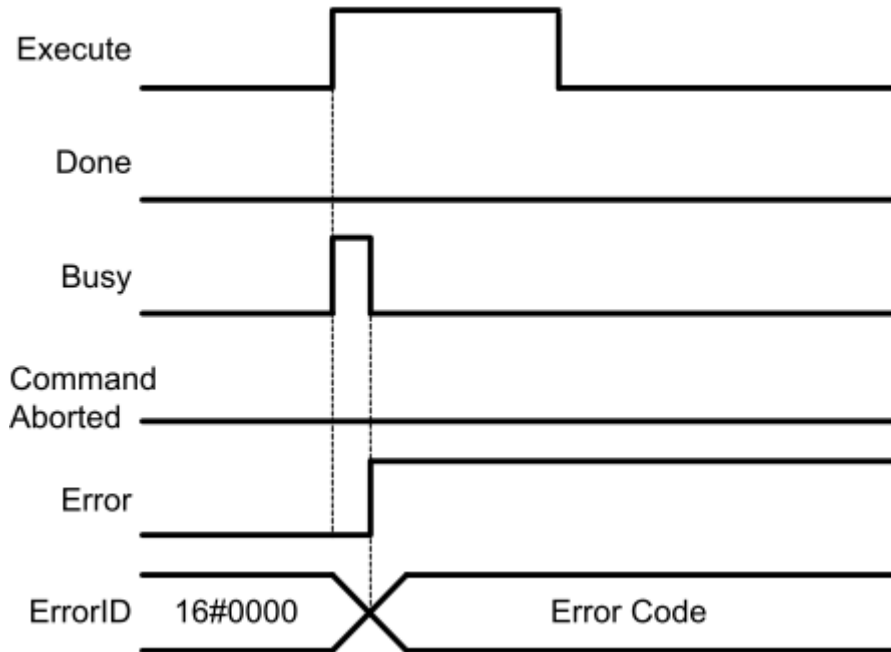 Execute
Done
Busy
Command
Aborted
Error
ErrorID 16#0000 Error Code